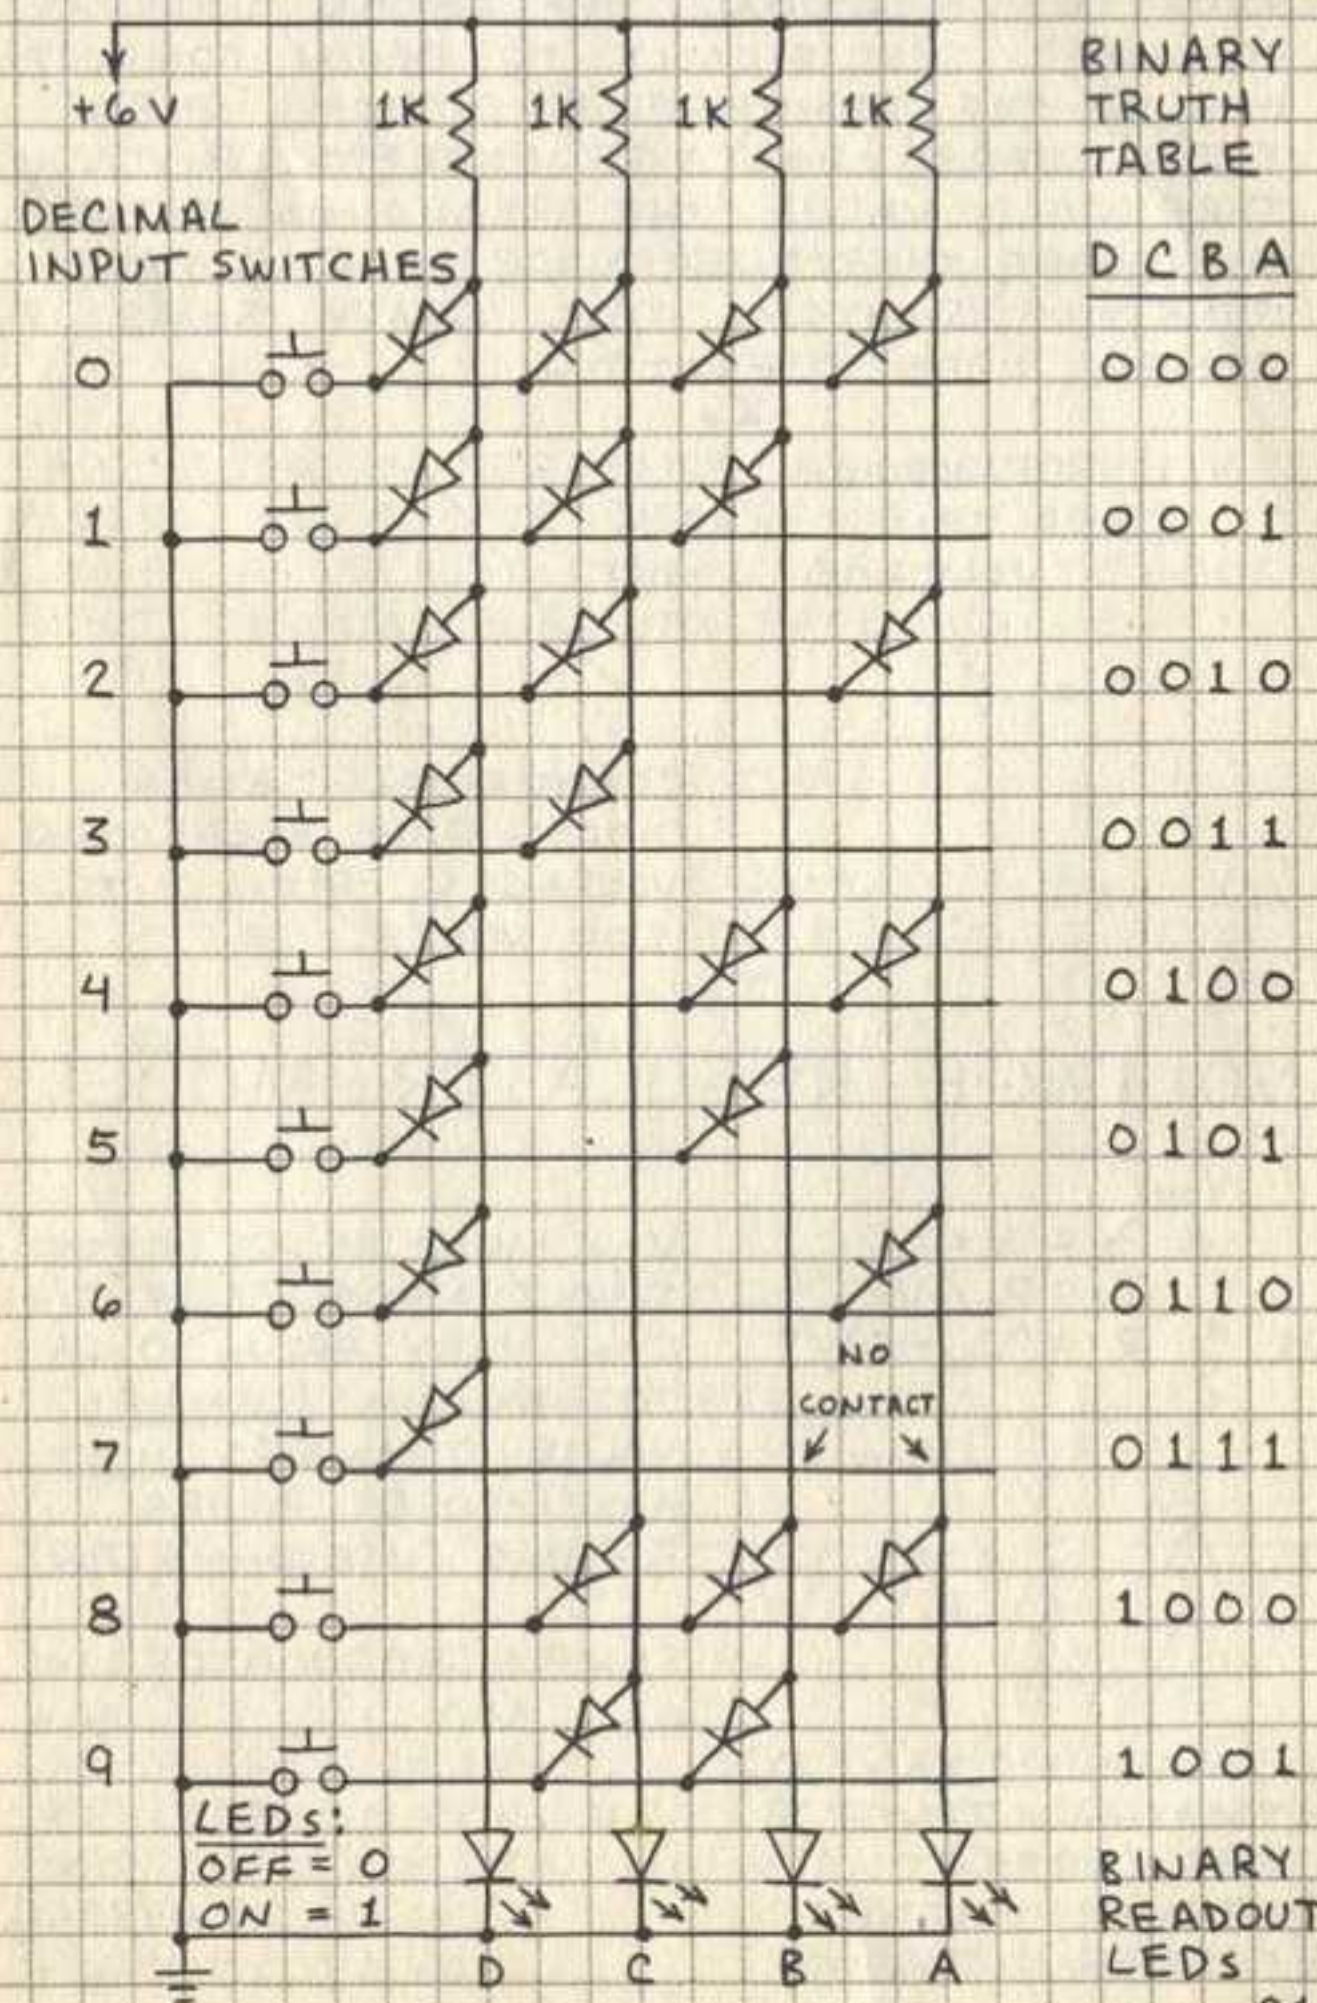 +6V
1K 1K 1K 1K
BINARY
TRUTH
TABLE
DECIMAL
INPUT SWITCHES
D C B A
0
0 0 0 0
1
0 0 0 1
2
0 0 1 0
3
0 0 1 1
4
0 1 0 0
5
0 1 0 1
6
0 1 1 0
NO
CONTACT
7
0 1 1 1
8
1 0 0 0
9
1 0 0 1
LEDs:
OFF = 0
ON = 1
D C B A
BINARY
READOUT
LEDs